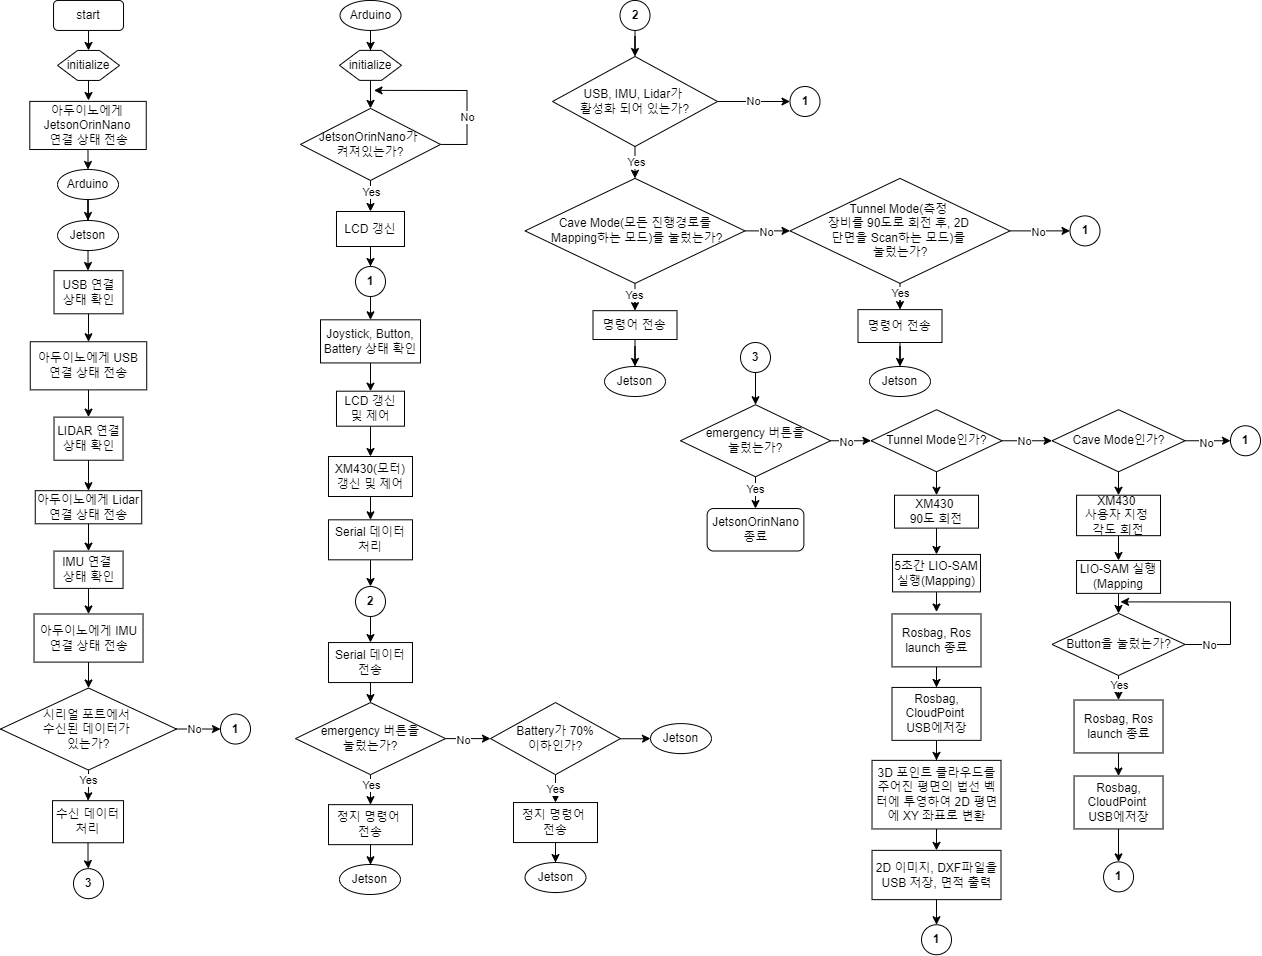 start
initialize
아두이노에게
JetsonOrinNano
연결 상태 전송
Arduino
Jetson
USB 연결
상태 확인
아두이노에게 USB
연결 상태 전송
LIDAR 연결
상태 확인
아두이노에게 Lidar
연결 상태 전송
IMU 연결
상태 확인
아두이노에게 IMU
연결 상태 전송
시리얼 포트에서
수신된 데이터가
있는가?
No
1
Yes
수신 데이터
처리
3
Arduino
initialize
JetsonOrinNano가
켜져있는가?
No
Yes
LCD 갱신
1
Joystick, Button,
Battery 상태 확인
LCD 갱신
및 제어
XM430(모터)
갱신 및 제어
Serial 데이터
처리
2
Serial 데이터
전송
emergency 버튼을
눌렀는가?
No
Battery가 70%
이하인가?
Jetson
Yes
정지 명령어
전송
Jetson
Yes
정지 명령어
전송
Jetson
2
USB, IMU, Lidar가
활성화 되어 있는가?
No
1
Yes
Cave Mode(모든 진행경로를
Mapping하는 모드)를 눌렀는가?
No
Tunnel Mode(측정
장비를 90도로 회전 후, 2D
단면을 Scan하는 모드)를
눌렀는가?
No
1
Yes
명령어 전송
Jetson
Yes
명령어 전송
Jetson
3
emergency 버튼을
눌렀는가?
No
Tunnel Mode인가?
No
Cave Mode인가?
No
1
Yes
JetsonOrinNano
종료
XM430
90도 회전
5초간 LIO-SAM
실행(Mapping)
Rosbag, Ros
launch 종료
Rosbag,
CloudPoint
USB에저장
3D 포인트 클라우드를
주어진 평면의 법선 벡
터에 투영하여 2D 평면
에 XY 좌표로 변환
2D 이미지, DXF파일을
USB 저장, 면적 출력
1
XM430
사용자 지정
각도 회전
LIO-SAM 실행
(Mapping
Button을 눌렀는가?
No
Yes
Rosbag, Ros
launch 종료
Rosbag,
CloudPoint
USB에저장
1